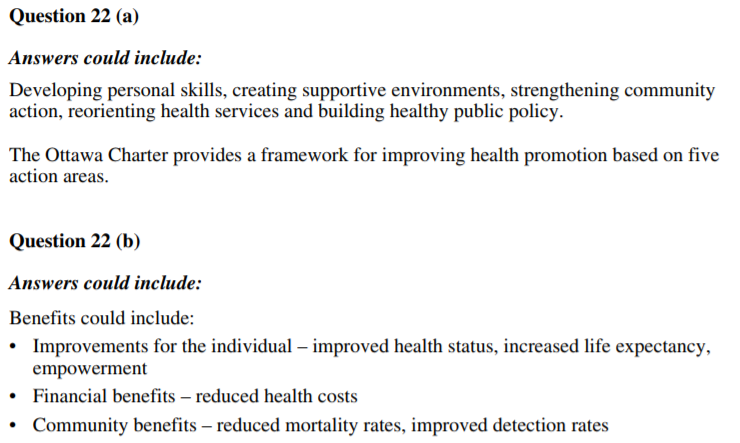 Question 22 (a)
Answers could include:
Developing personal skills, creating supportive environments, strengthening community
action, reorienting health services and building healthy public policy.
The Ottawa Charter provides a framework for improving health promotion based on five
action areas.
Question 22 (b)
Answers could include:
Benefits could include:
• Improvements for the individual – improved health status, increased life expectancy,
empowerment
• Financial benefits – reduced health costs
• Community benefits – reduced mortality rates, improved detection rates